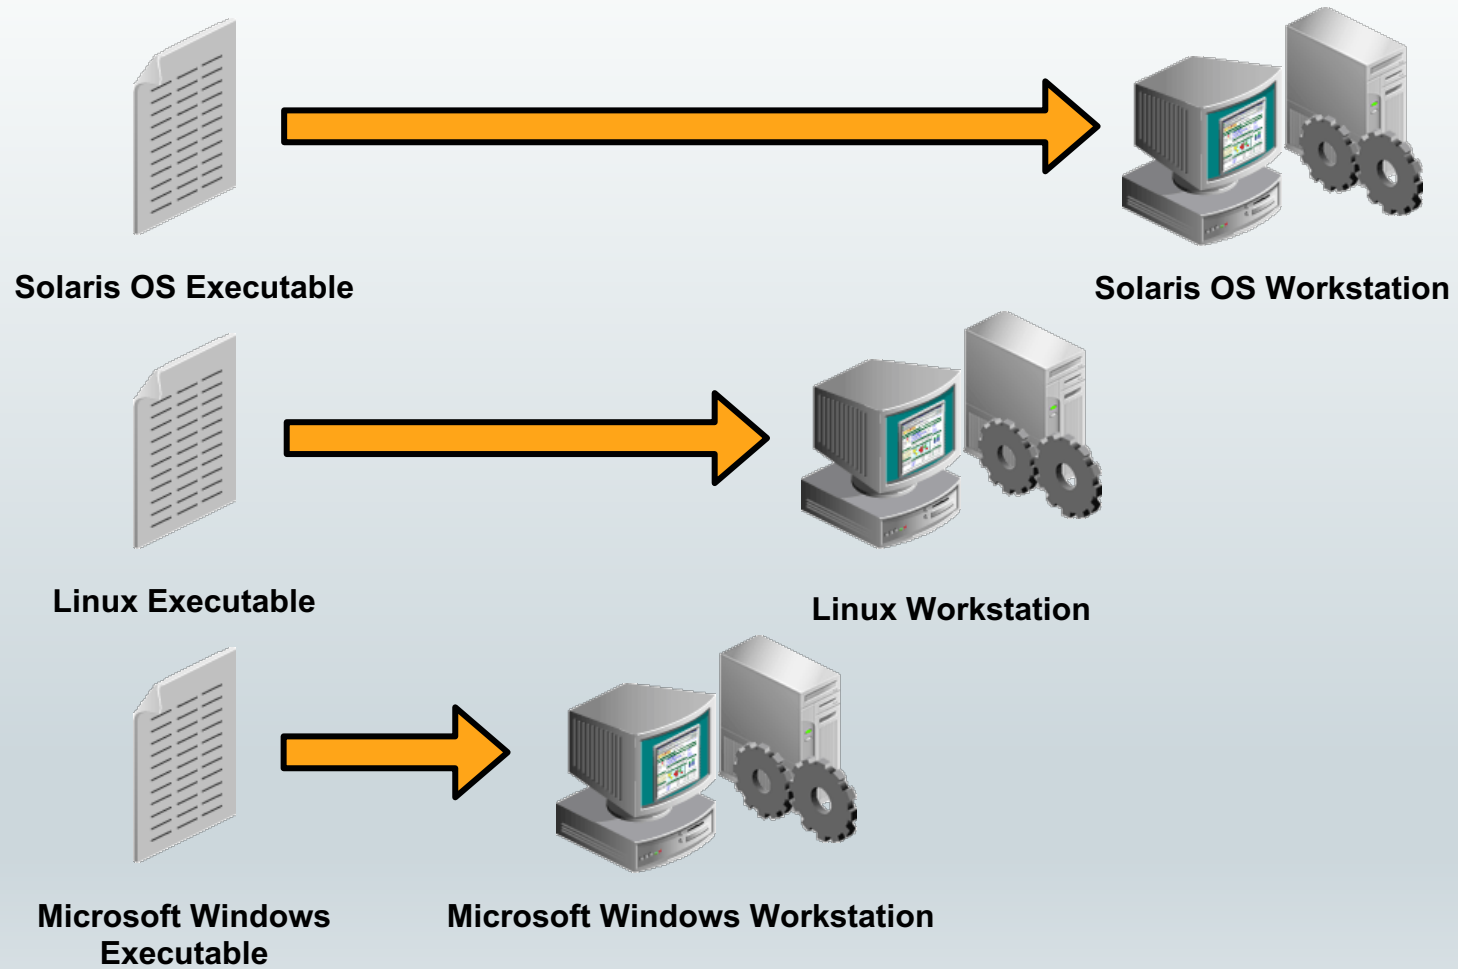 Solaris OS Executable
Solaris OS Workstation
Linux Executable
Linux Workstation
Microsoft Windows
Executable
Microsoft Windows Workstation